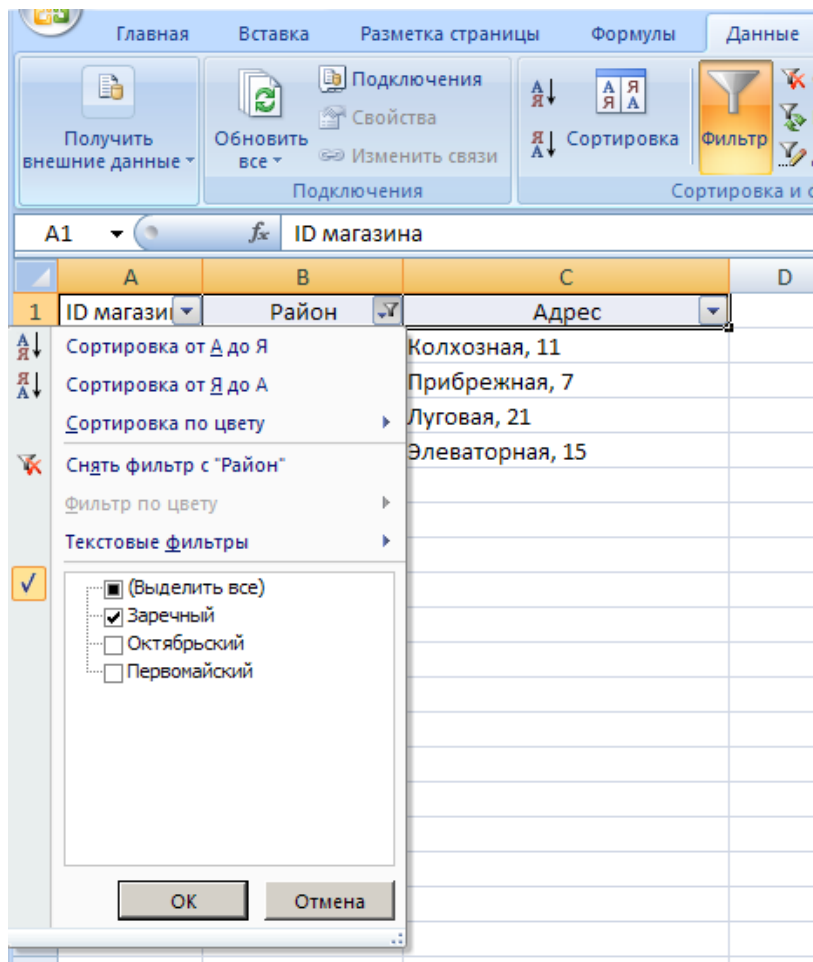 Главная Вставка Разметка страницы Формулы Данные
Получить внешние данные
Обновить все
Подключения
Свойства
Изменить связи
Подключения
А Я
Я А
А Я Я А
Сортировка
Фильтр
Сортировка и
A1 fx ID магазина
A B C D
1 ID магази Район Адрес
Сортировка от А до Я
Сортировка от Я до А
Сортировка по цвету
Снять фильтр с "Район"
Фильтр по цвету
Текстовые фильтры
(Выделить все)
Заречный
Октябрьский
Первомайский
ОК Отмена
Колхозная, 11
Прибрежная, 7
Луговая, 21
Элеваторная, 15